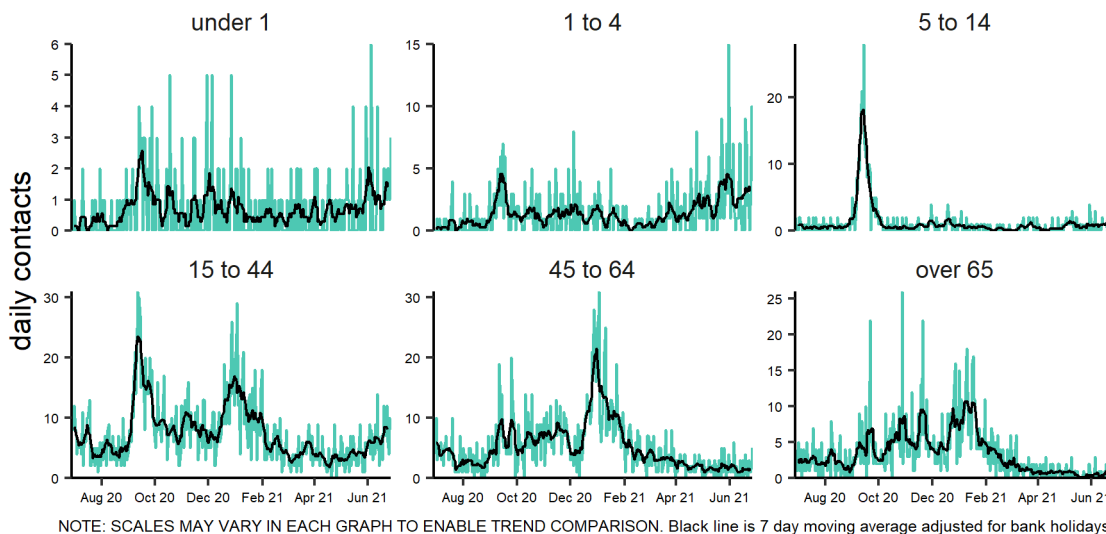 under 1
1 to 4
5 to 14
6
5
4
3
2
1
0
15
10
5
0
20
10
0
daily contacts
15 to 44
45 to 64
over 65
30
20
10
0
30
20
10
0
25
20
15
10
5
0
Aug 20 Oct 20 Dec 20 Feb 21 Apr 21 Jun 21
Aug 20 Oct 20 Dec 20 Feb 21 Apr 21 Jun 21
Aug 20 Oct 20 Dec 20 Feb 21 Apr 21 Jun 21
NOTE: SCALES MAY VARY IN EACH GRAPH TO ENABLE TREND COMPARISON. Black line is 7 day moving average adjusted for bank holidays